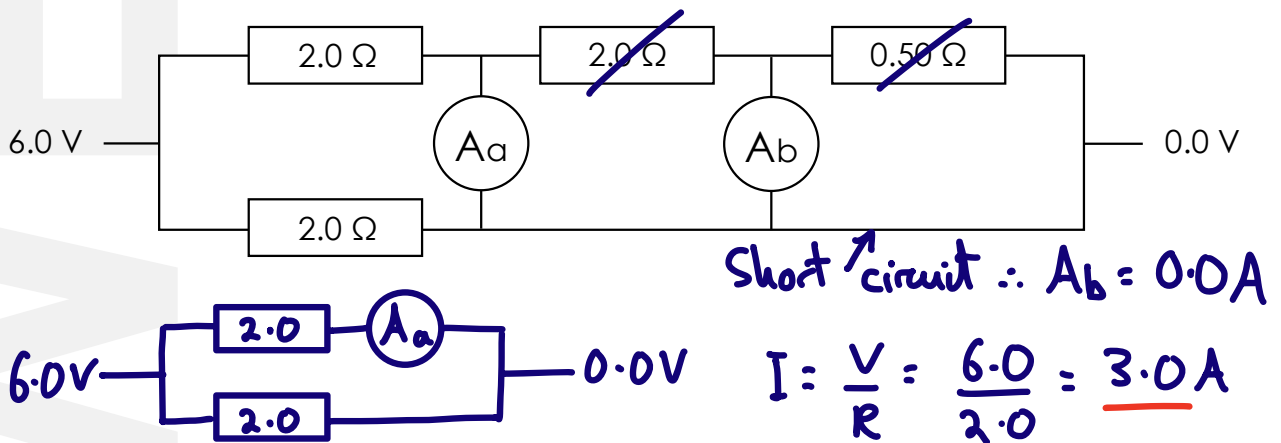 2.0 Ω 2.0 Ω 0.50 Ω
6.0 V Aa Ab 0.0 V
2.0 Ω
Short circuit ∴ Ab = 0.0A
2.0 Aa
6.0V 0.0V I = V/R = 6.0/2.0 = 3.0 A
2.0